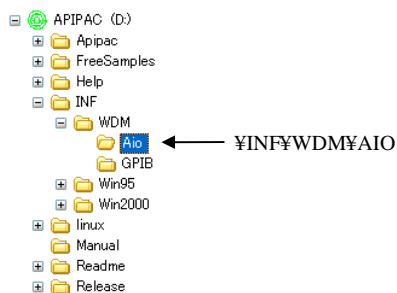 APIPAC (D:)
Apipac
FreeSamples
Help
INF
WDM
Aio
¥INF¥WDM¥AIO
GPIB
Win95
Win2000
linux
Manual
Readme
Release